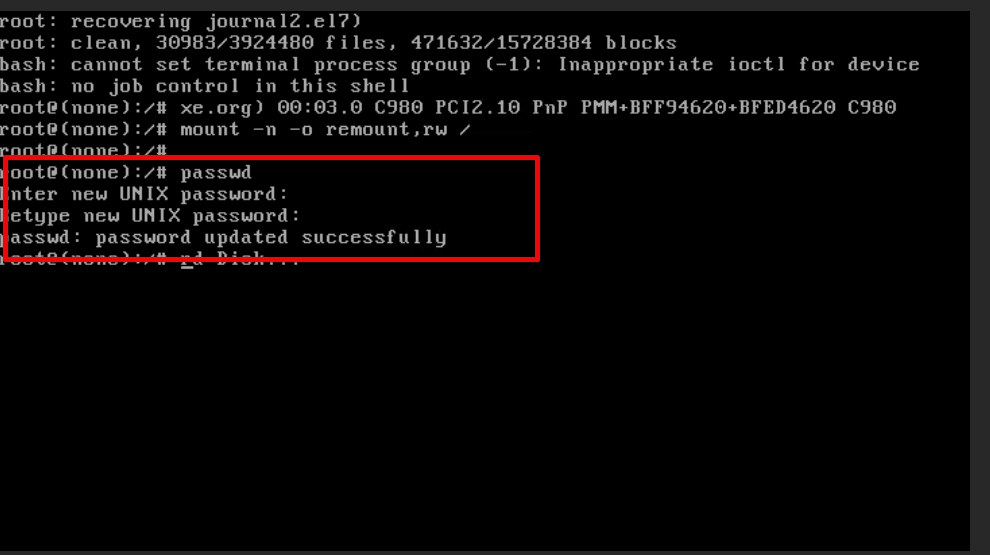 root: recovering journal2.el7)
root: clean, 30983/3924480 files, 471632/15728384 blocks
bash: cannot set terminal process group (-1): Inappropriate ioctl for device
bash: no job control in this shell
root@(none):/# xe.org) 00:03.0 C980 PCI2.10 PnP PMM+BFF94620+BFED4620 C980
root@(none):/# mount -n -o remount,rw /
root@(none):/#
root@(none):/# passwd
Enter new UNIX password:
Retype new UNIX password:
passwd: password updated successfully
root@(none):/# rd Disk...